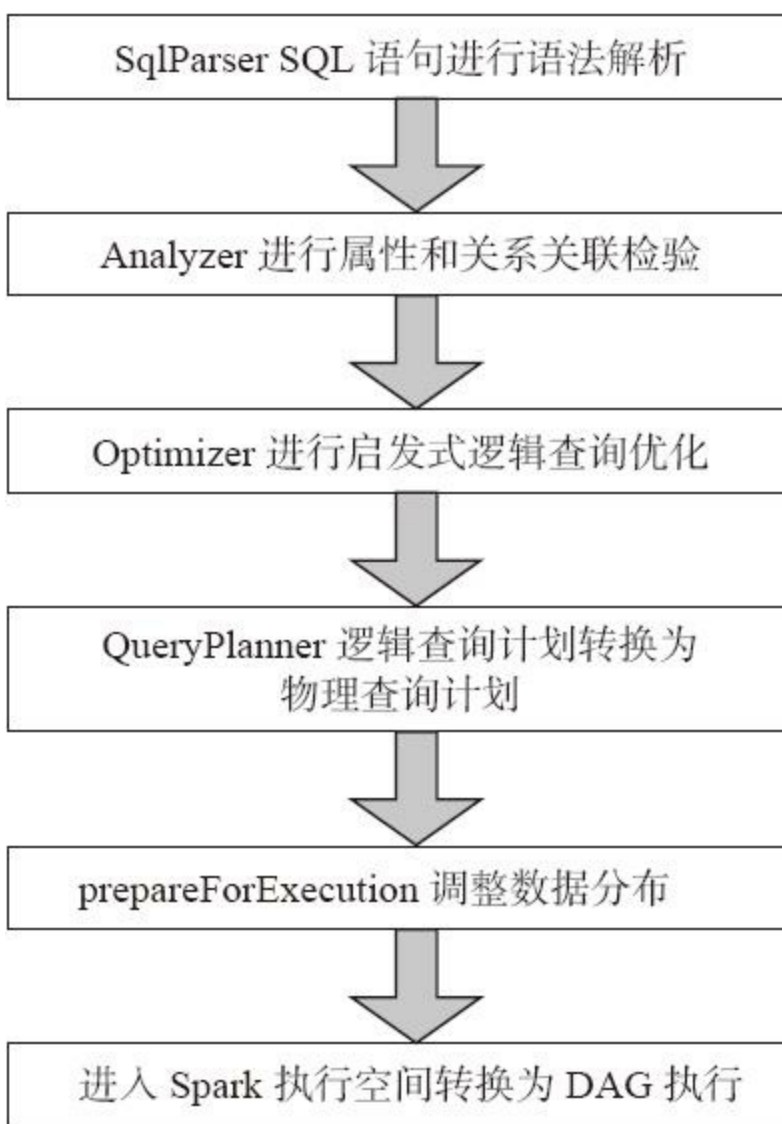 SqlParser SQL 语句进行语法解析
Analyzer 进行属性和关系关联检验
Optimizer 进行启发式逻辑查询优化
QueryPlanner 逻辑查询计划转换为
物理查询计划
prepareForExecution 调整数据分布
进入 Spark 执行空间转换为 DAG 执行